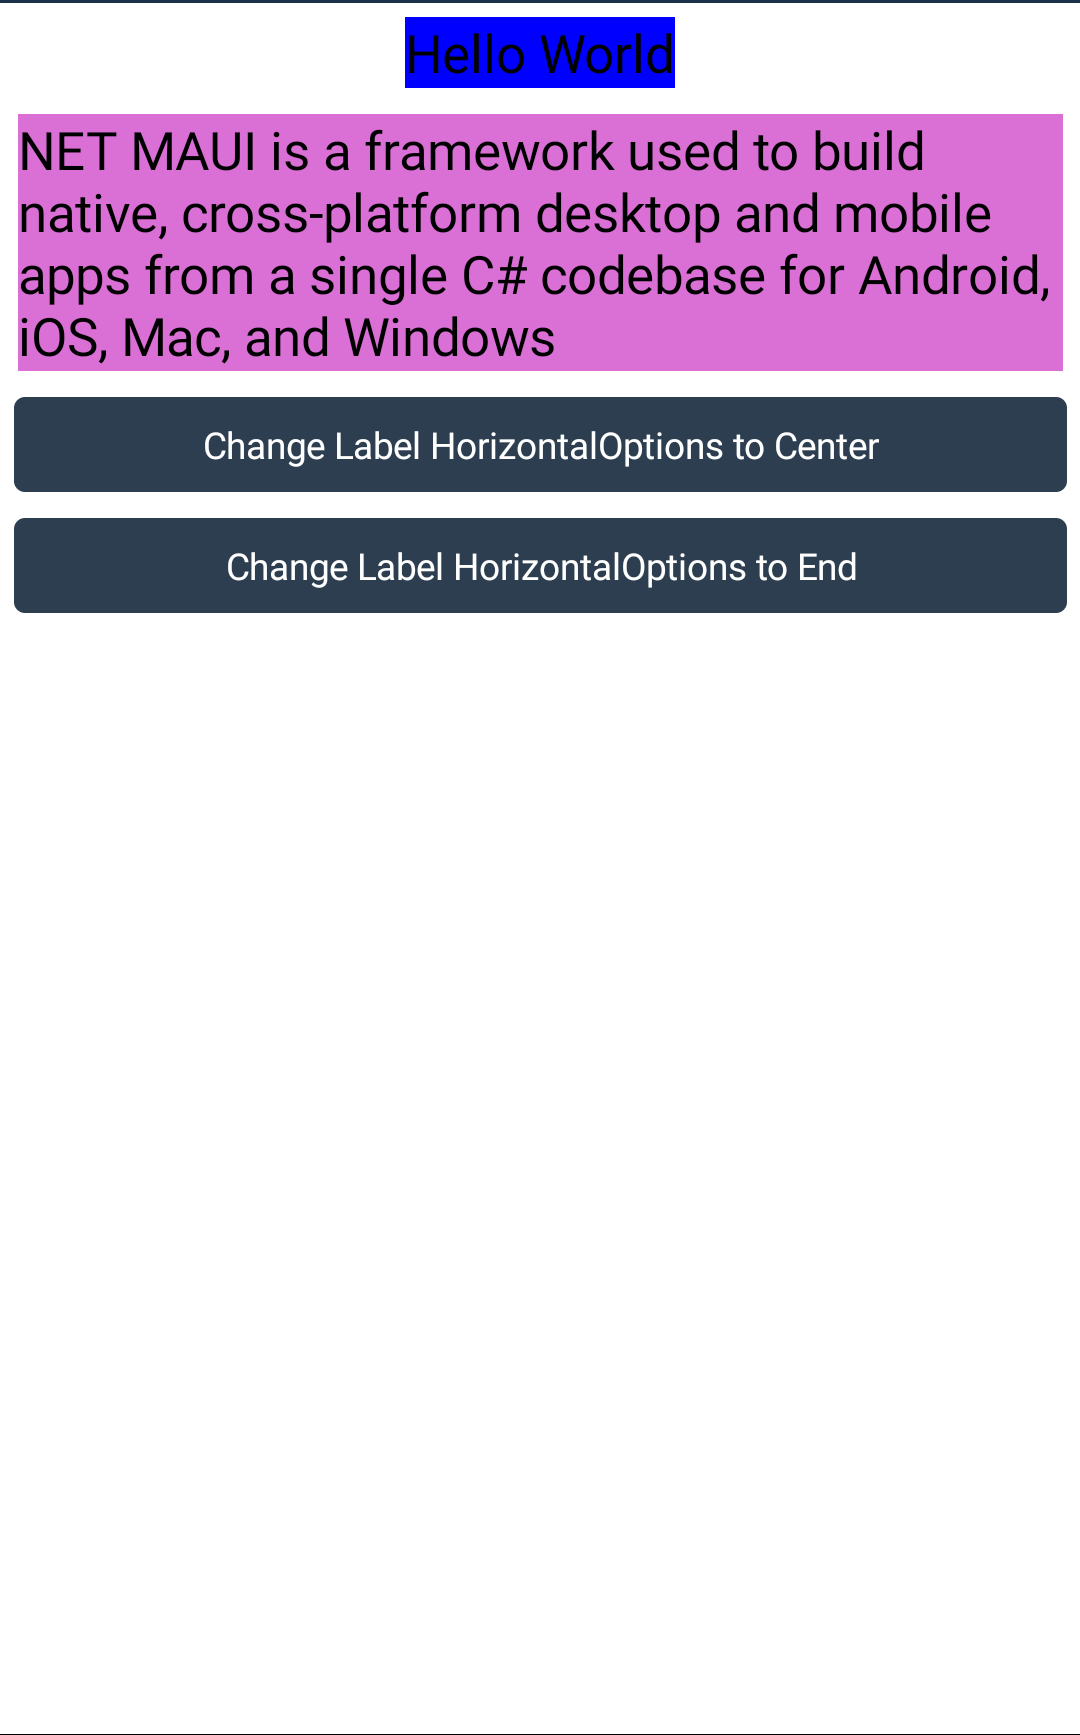 Hello World
NET MAUI is a framework used to build
native, cross-platform desktop and mobile
apps from a single C# codebase for Android,
iOS, Mac, and Windows
Change Label HorizontalOptions to Center
Change Label HorizontalOptions to End